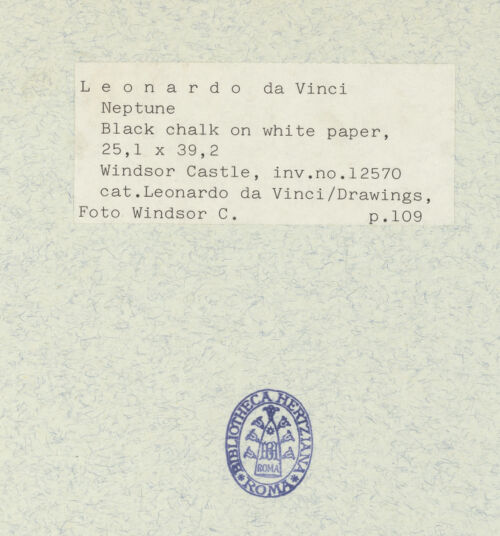 L e o n a r d o  da Vinci
Neptune
Black chalk on white paper,
25,1 x 39,2
Windsor Castle, inv.no.12570
cat.Leonardo da Vinci/Drawings,
Foto Windsor C. p.109
BIBLIOTHECA HERTZIANA
BH
ROMA
*ROMA*